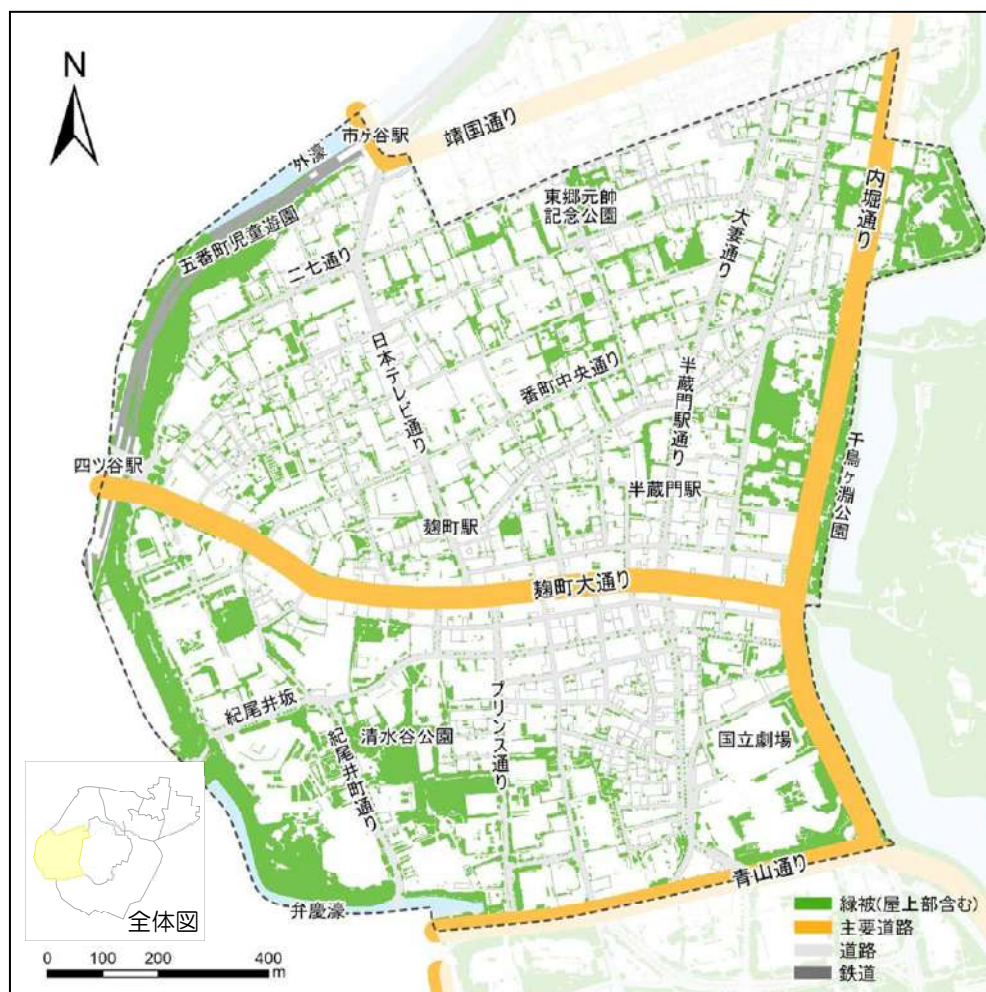 N
市ヶ谷駅
靖国通り
外濠
東郷元帥
記念公園
内堀通り
五番町児童遊園
二七通り
大妻通り
日本テレビ通り
番町中央通り
半蔵門駅通り
千鳥ヶ淵公園
四ツ谷駅
半蔵門駅
麹町駅
麹町大通り
紀尾井坂
清水谷公園
プリンス通り
国立劇場
紀尾井町通り
青山通り
弁慶濠
全体図
緑被(屋上部含む)
主要道路
道路
鉄道
0 100 200 400
m